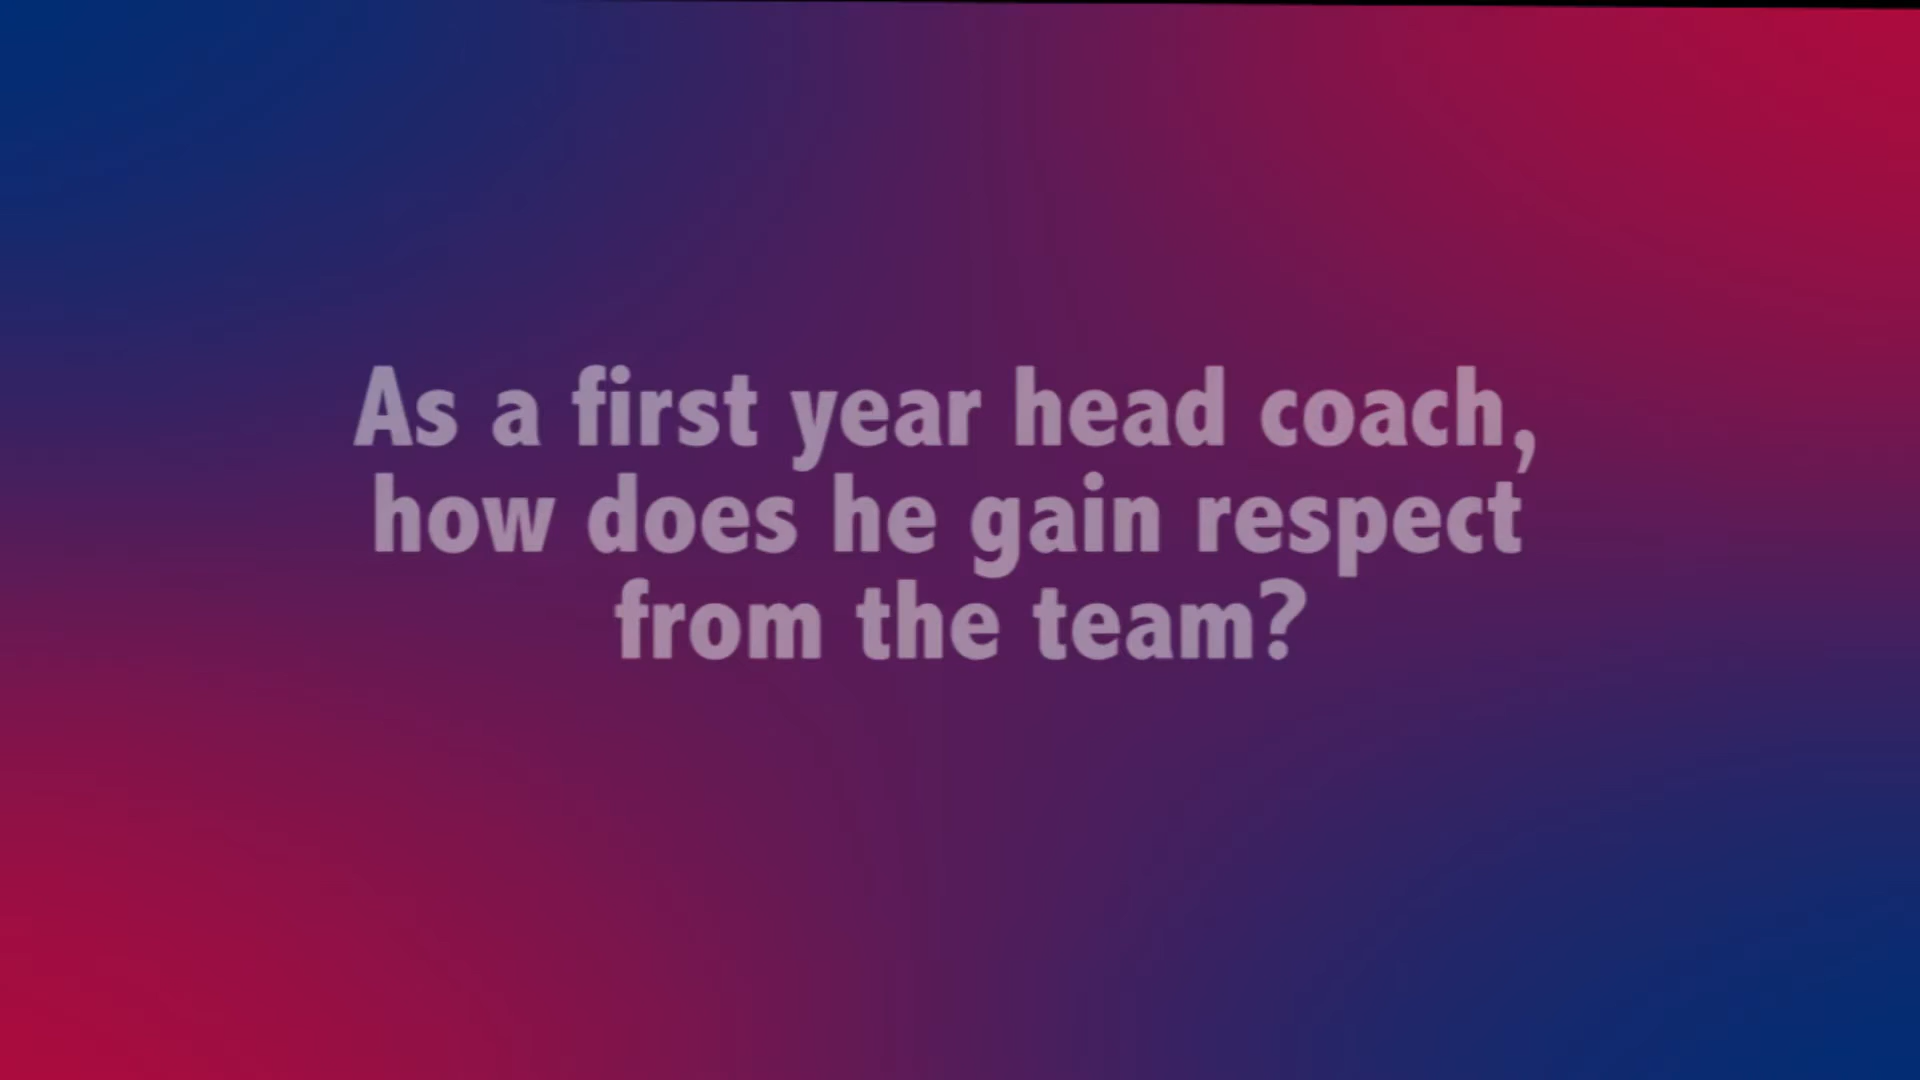 As a first year head coach,
how does he gain respect
from the team?